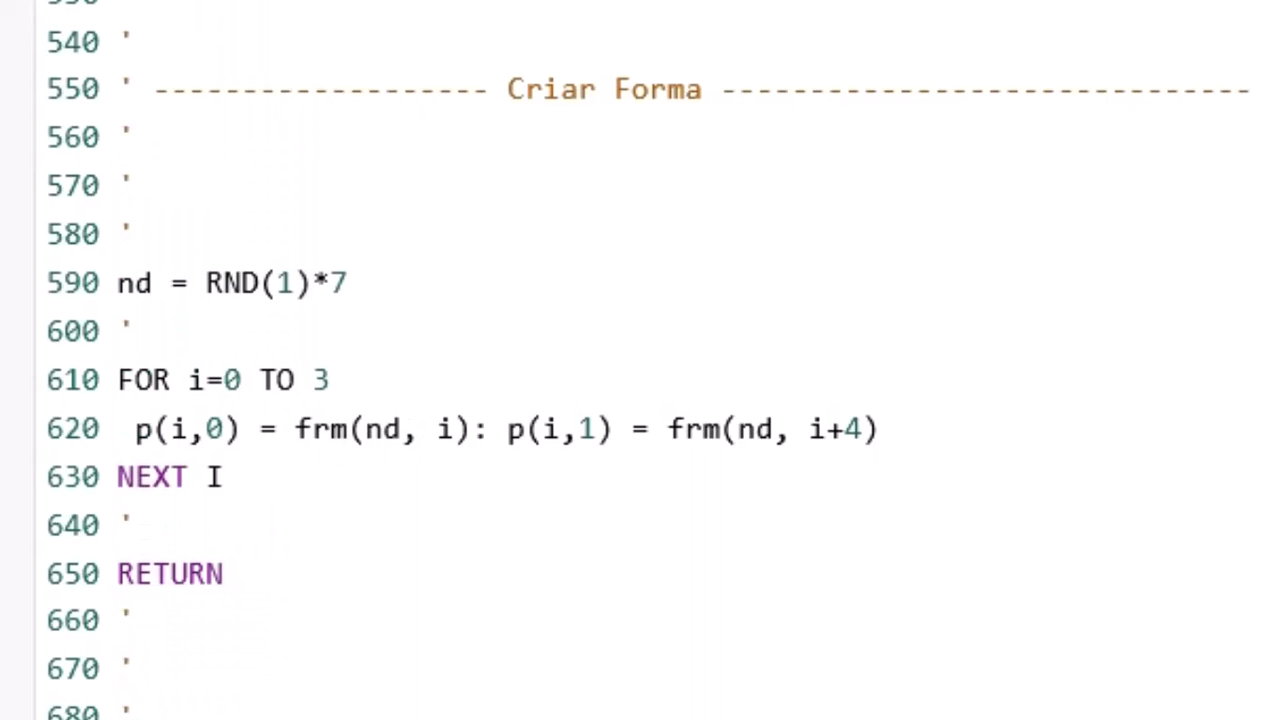 540 '
550 ' ------------------- Criar Forma ------------------------------
560 '
570 '
580 '
590 nd = RND(1)*7
600 '
610 FOR i=0 TO 3
620  p(i,0) = frm(nd, i): p(i,1) = frm(nd, i+4)
630 NEXT I
640 '
650 RETURN
660 '
670 '
680 '